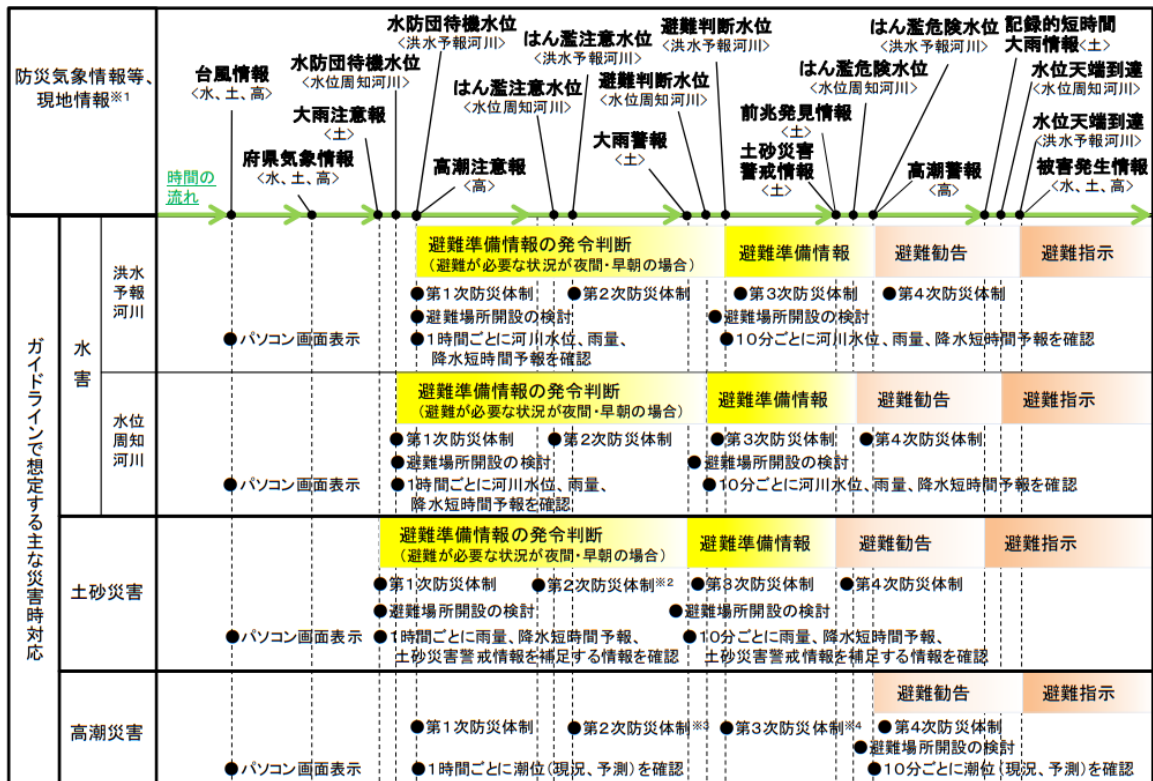 防災気象情報等、
現地情報※1
時間の
流れ
台風情報
<水、土、高>
府県気象情報
<水、土、高>
大雨注意報
<土>
水防団待機水位
<水位周知河川>
水防団待機水位
<洪水予報河川>
高潮注意報
<高>
はん濫注意水位
<水位周知河川>
はん濫注意水位
<洪水予報河川>
大雨警報
<土>
避難判断水位
<水位周知河川>
避難判断水位
<洪水予報河川>
前兆発見情報
<土>
土砂災害
警戒情報
<土>
はん濫危険水位
<水位周知河川>
はん濫危険水位
<洪水予報河川>
高潮警報
<高>
記録的短時間
大雨情報<土>
水位天端到達
<水位周知河川>
水位天端到達
<洪水予報河川>
被害発生情報
<水、土、高>
ガイドラインで想定する主な災害時対応
水害
洪水
予報
河川
避難準備情報の発令判断
(避難が必要な状況が夜間・早朝の場合)
避難準備情報
避難勧告
避難指示
●第1次防災体制
●第2次防災体制
●第3次防災体制
●第4次防災体制
●避難場所開設の検討
●避難場所開設の検討
●パソコン画面表示
●1時間ごとに河川水位、雨量、
降水短時間予報を確認
●10分ごとに河川水位、雨量、降水短時間予報を確認
水位
周知
河川
避難準備情報の発令判断
(避難が必要な状況が夜間・早朝の場合)
避難準備情報
避難勧告
避難指示
●第1次防災体制
●第2次防災体制
●第3次防災体制
●第4次防災体制
●避難場所開設の検討
●避難場所開設の検討
●パソコン画面表示
●1時間ごとに河川水位、雨量、
降水短時間予報を確認
●10分ごとに河川水位、雨量、降水短時間予報を確認
土砂災害
避難準備情報の発令判断
(避難が必要な状況が夜間・早朝の場合)
避難準備情報
避難勧告
避難指示
●第1次防災体制
●第2次防災体制※2
●第3次防災体制
●第4次防災体制
●避難場所開設の検討
●避難場所開設の検討
●パソコン画面表示
●1時間ごとに雨量、降水短時間予報、
土砂災害警戒情報を補足する情報を確認
●10分ごとに雨量、降水短時間予報、
土砂災害警戒情報を補足する情報を確認
高潮災害
避難勧告
避難指示
●第1次防災体制
●第2次防災体制※3
●第3次防災体制※4
●第4次防災体制
●避難場所開設の検討
●パソコン画面表示
●1時間ごとに潮位(現況、予測)を確認
●10分ごとに潮位(現況、予測)を確認